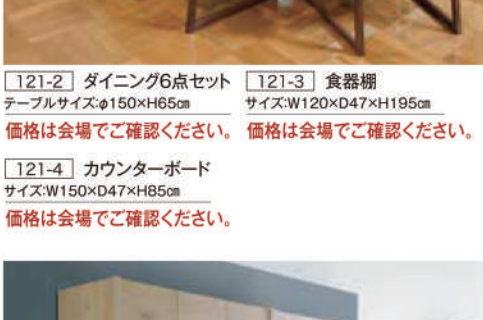 121-2 ダイニング6点セット
テーブルサイズ:φ150×H65㎝
価格は会場でご確認ください。
121-3 食器棚
サイズ:W120×D47×H195㎝
価格は会場でご確認ください。
121-4 カウンターボード
サイズ:W150×D47×H85㎝
価格は会場でご確認ください。